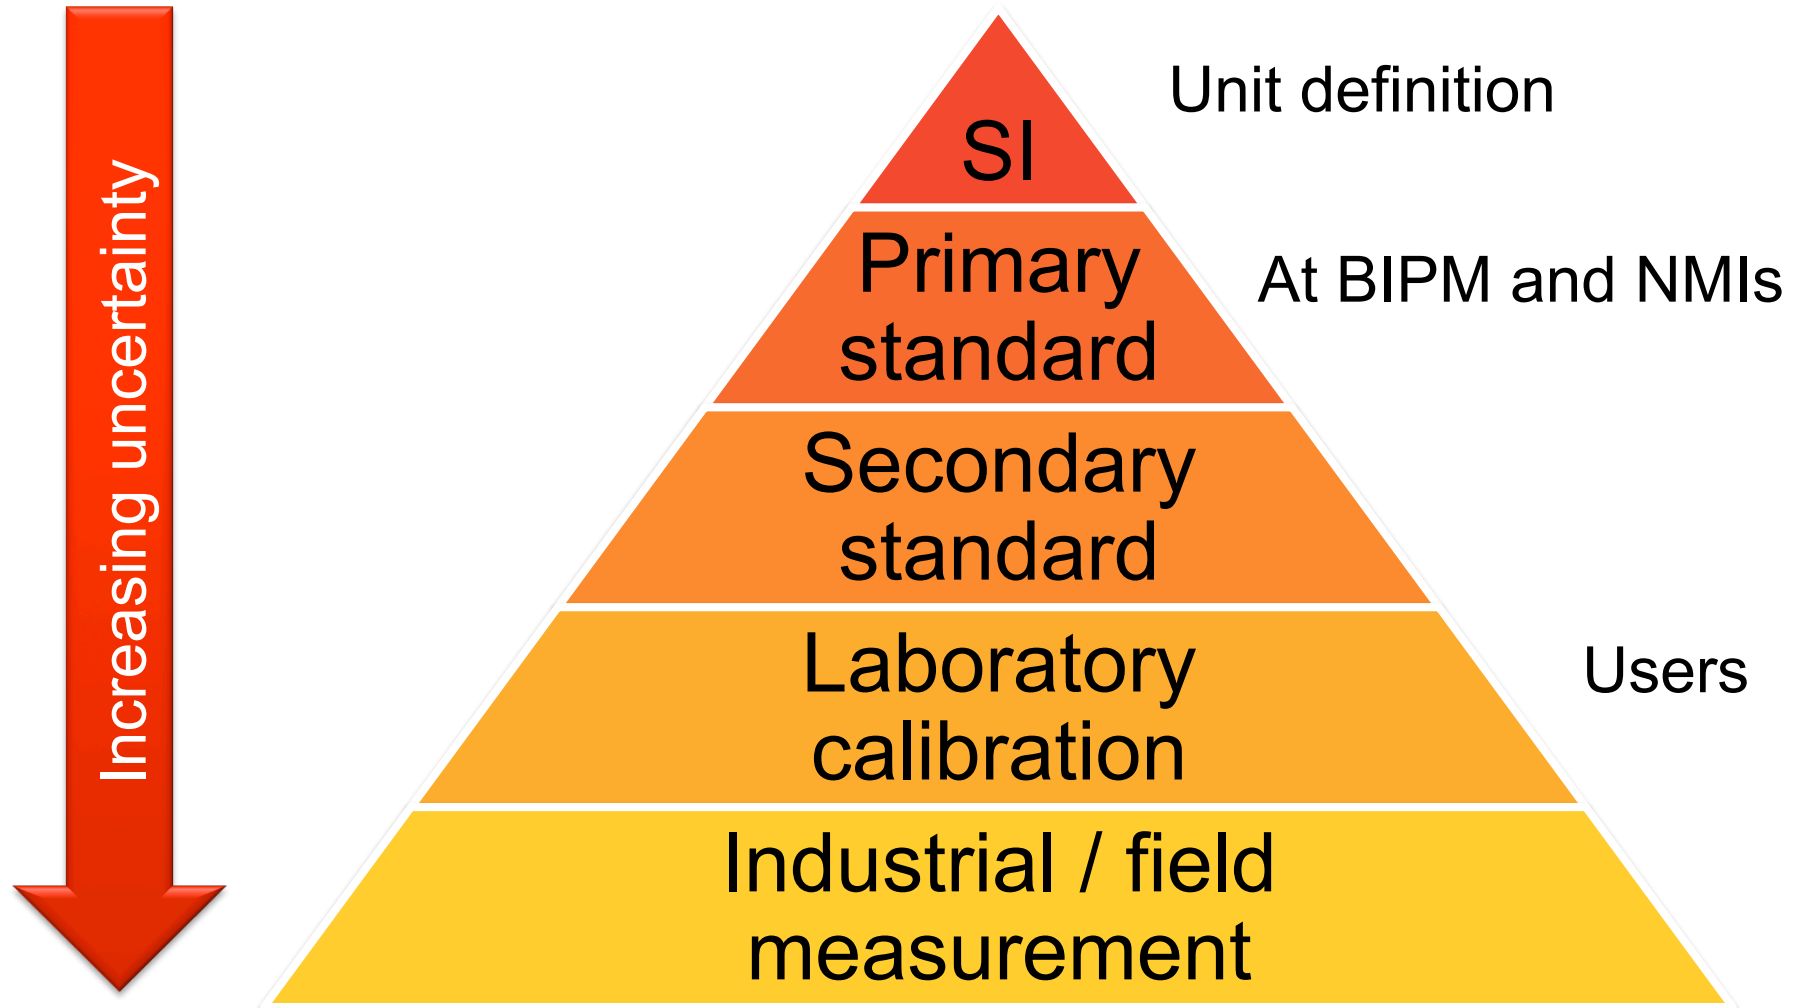 Increasing uncertainty
SI
Unit definition
Primary
standard
At BIPM and NMIs
Secondary
standard
Laboratory
calibration
Users
Industrial / field
measurement